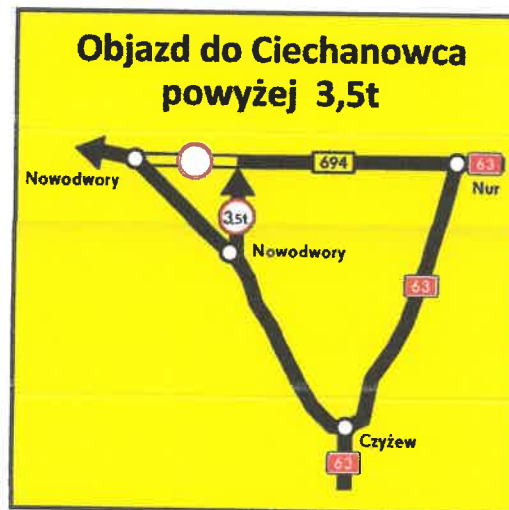 Objazd do Ciechanowca
powyżej 3,5t
694
63
Nowodwory
Nur
3,5t
Nowodwory
63
Czyżew
63